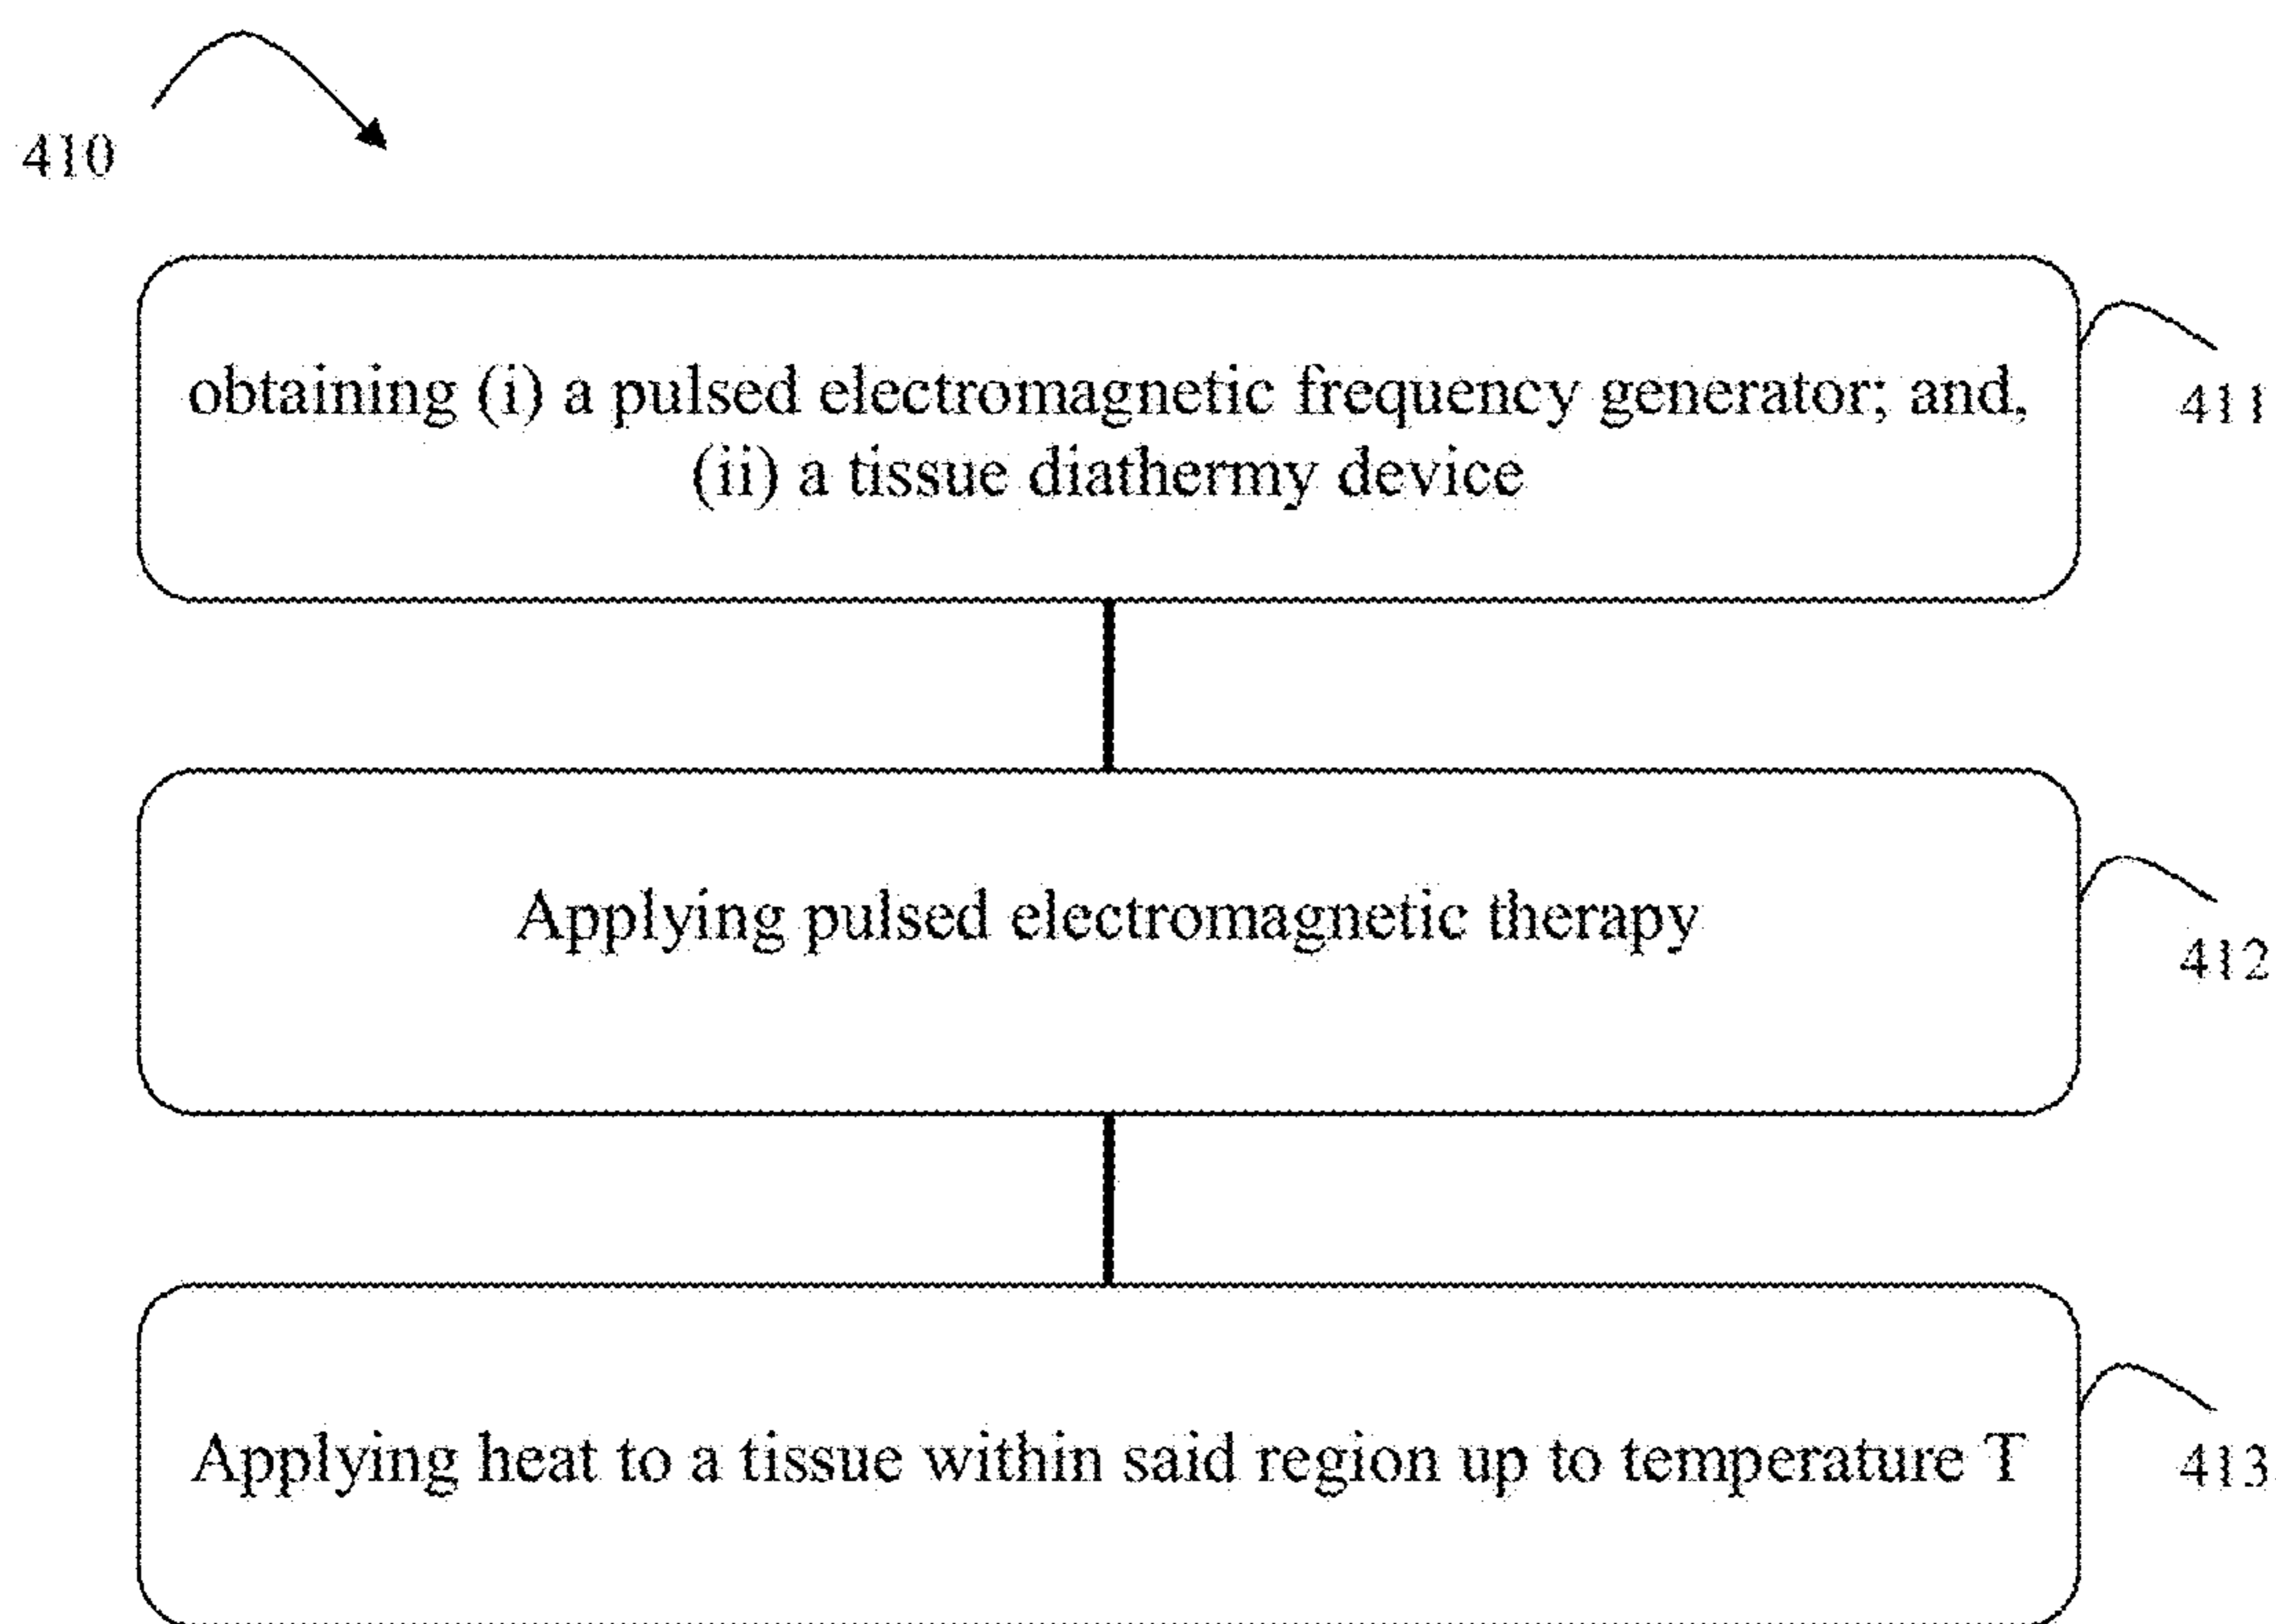 410
obtaining (i) a pulsed electromagnetic frequency generator; and,
(ii) a tissue diathermy device
411
Applying pulsed electromagnetic therapy
412
Applying heat to a tissue within said region up to temperature T
413